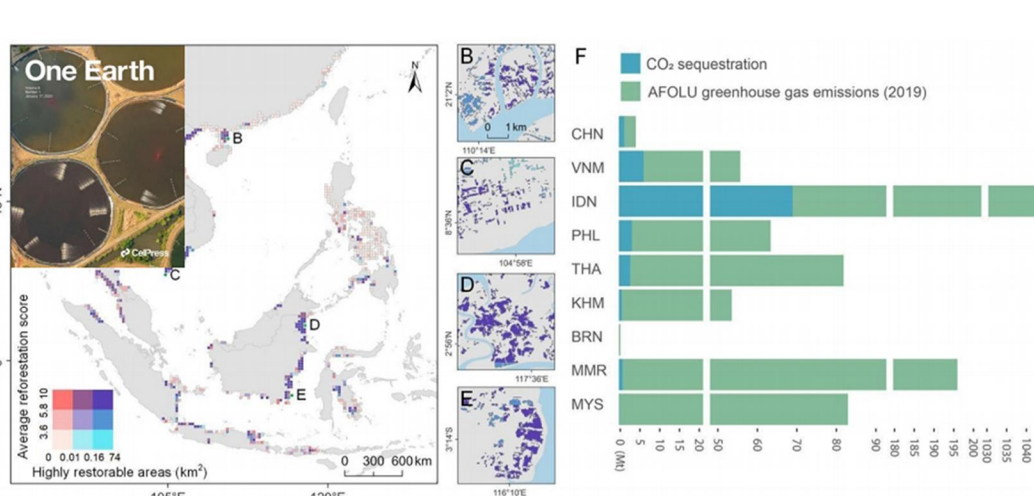 One Earth
CelPress
N
B
C
D
E
Average reforestation score
3.6 5.8 10
0 0.01 0.16 74
Highly restorable areas (km²)
0 300 600km
105°E 120°E
B
21°2'N
0 1km
110°14'E
C
8°36'N
104°58'E
D
2°56'N
117°36'E
E
3°14'S
116°10'E
F
CO₂ sequestration
AFOLU greenhouse gas emissions (2019)
CHN
VNM
IDN
PHL
THA
KHM
BRN
MMR
MYS
0 5 10 15 20 50 60 70 80 90 180 185 190 195 200 1030 1035 1040
(Mt)